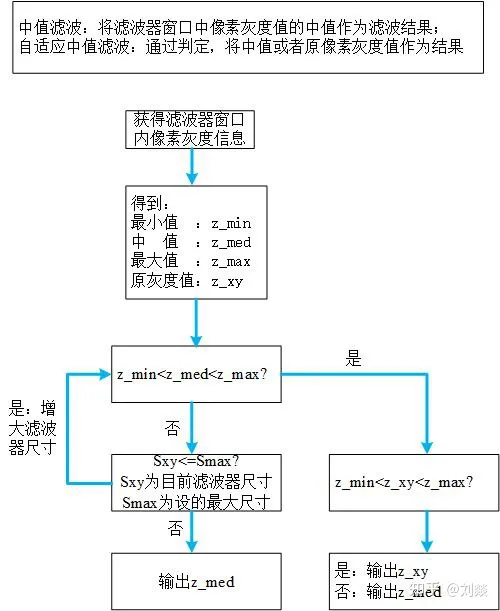 中值滤波：将滤波器窗口中像素灰度值的中值作为滤波结果；
自适应中值滤波：通过判定，将中值或者原像素灰度值作为结果
获得滤波器窗口
内像素灰度信息
得到：
最小值 ：z_min
中 值 ：z_med
最大值 ：z_max
原灰度值：z_xy
z_min<z_med<z_max?
是
是：增
大滤波
器尺寸
否
Sxy<=Smax?
Sxy为目前滤波器尺寸
Smax为设的最大尺寸
z_min<z_xy<z_max?
否
输出z_med
是：输出z_xy
否：输出z_med
知乎 @刘燚